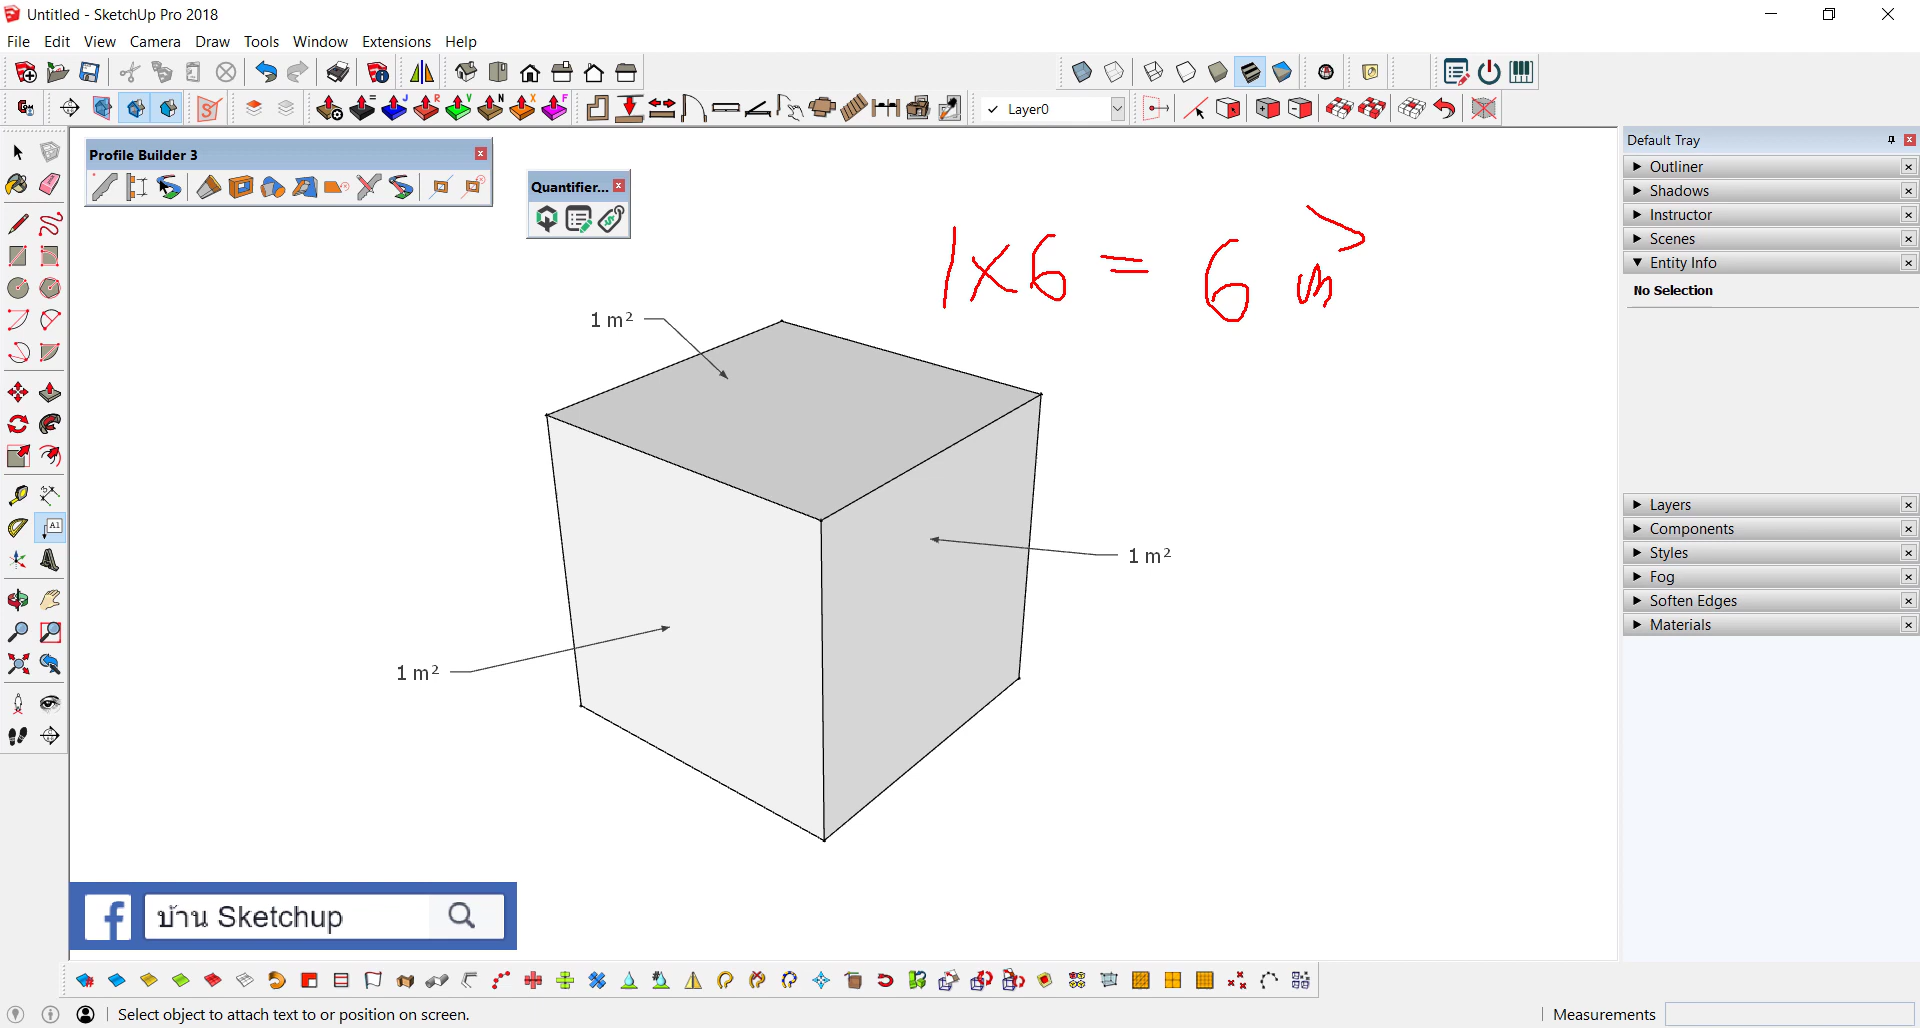 Untitled - SketchUp Pro 2018
File Edit View Camera Draw Tools Window Extensions Help
Layer0
Profile Builder 3
Quantifier...
1 x 6 = 6
1 m²
1 m²
1 m²
Default Tray
Outliner
Shadows
Instructor
Scenes
Entity Info
No Selection
Layers
Components
Styles
Fog
Soften Edges
Materials
บ้าน Sketchup
Select object to attach text to or position on screen.
Measurements